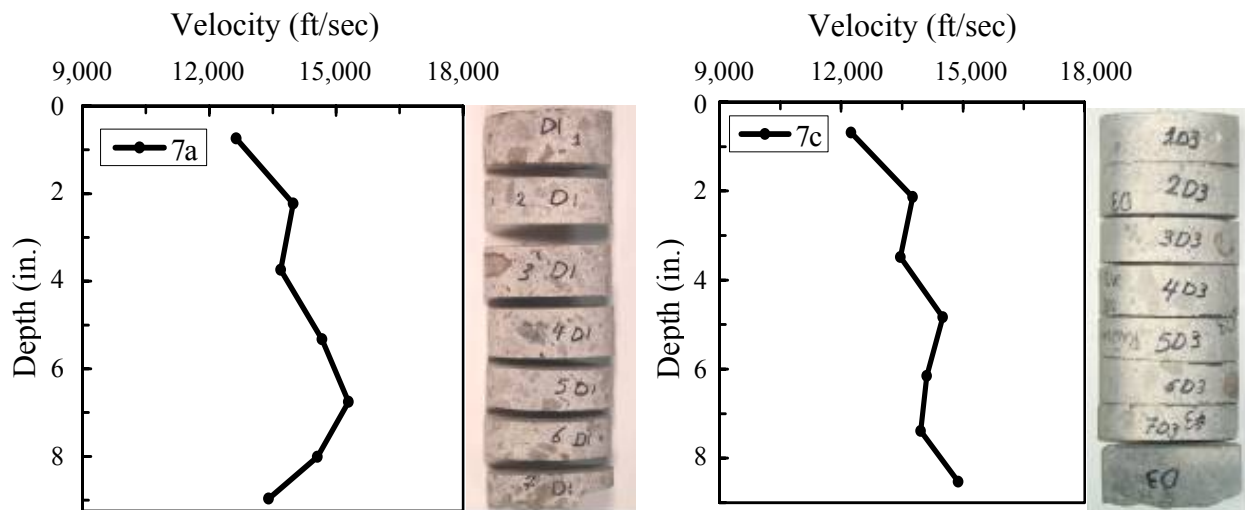 Velocity (ft/sec)
9,000 12,000 15,000 18,000
0
2
4
6
8
Depth (in.)
7a
D1 1
2 D1
3 D1
4 D1
5 D1
6 D1
7 D1
Velocity (ft/sec)
9,000 12,000 15,000 18,000
0
2
4
6
8
Depth (in.)
7c
1D3
2D3
3D3
4D3
5D3
6D3
7D3